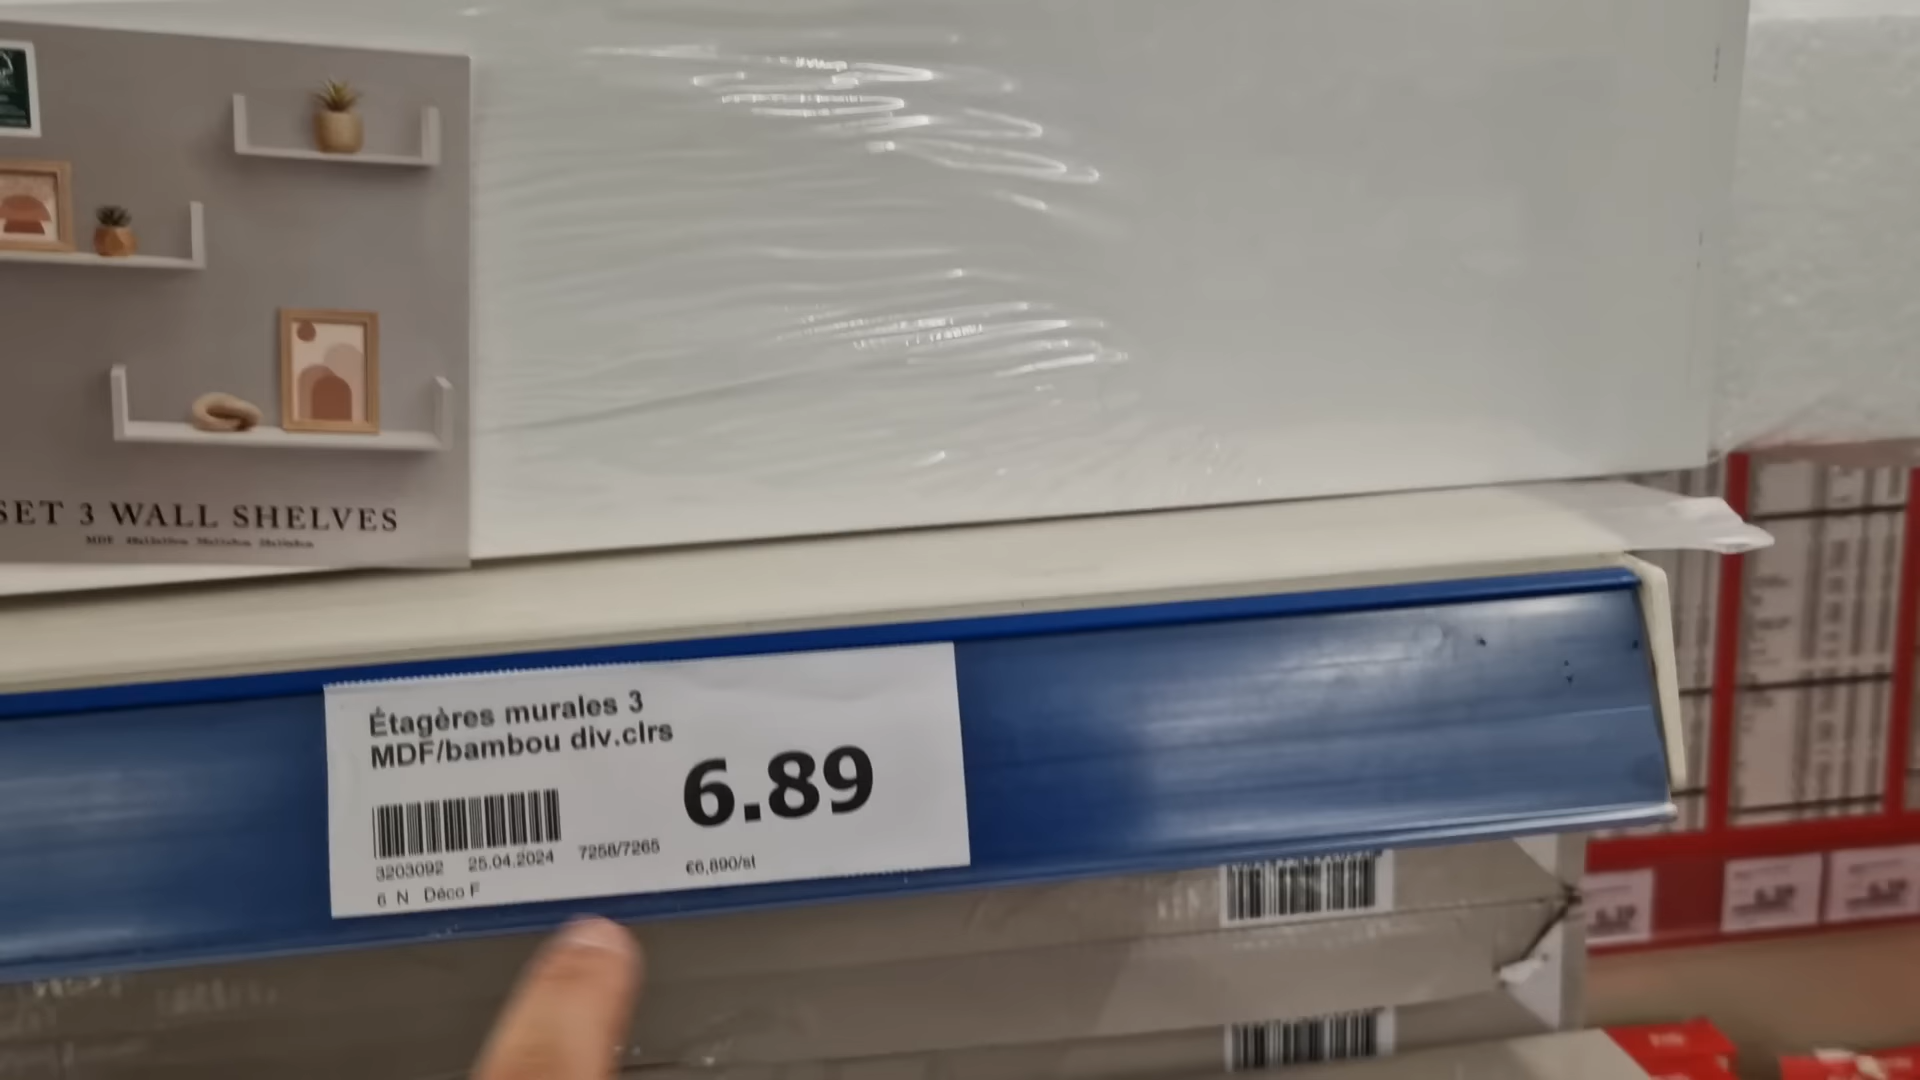 SET 3 WALL SHELVES
MDF
Étagères murales 3
MDF/bambou div.clrs
6.89
3203092 25.04.2024 7258/7265
€6,890/st
6 N Déco F